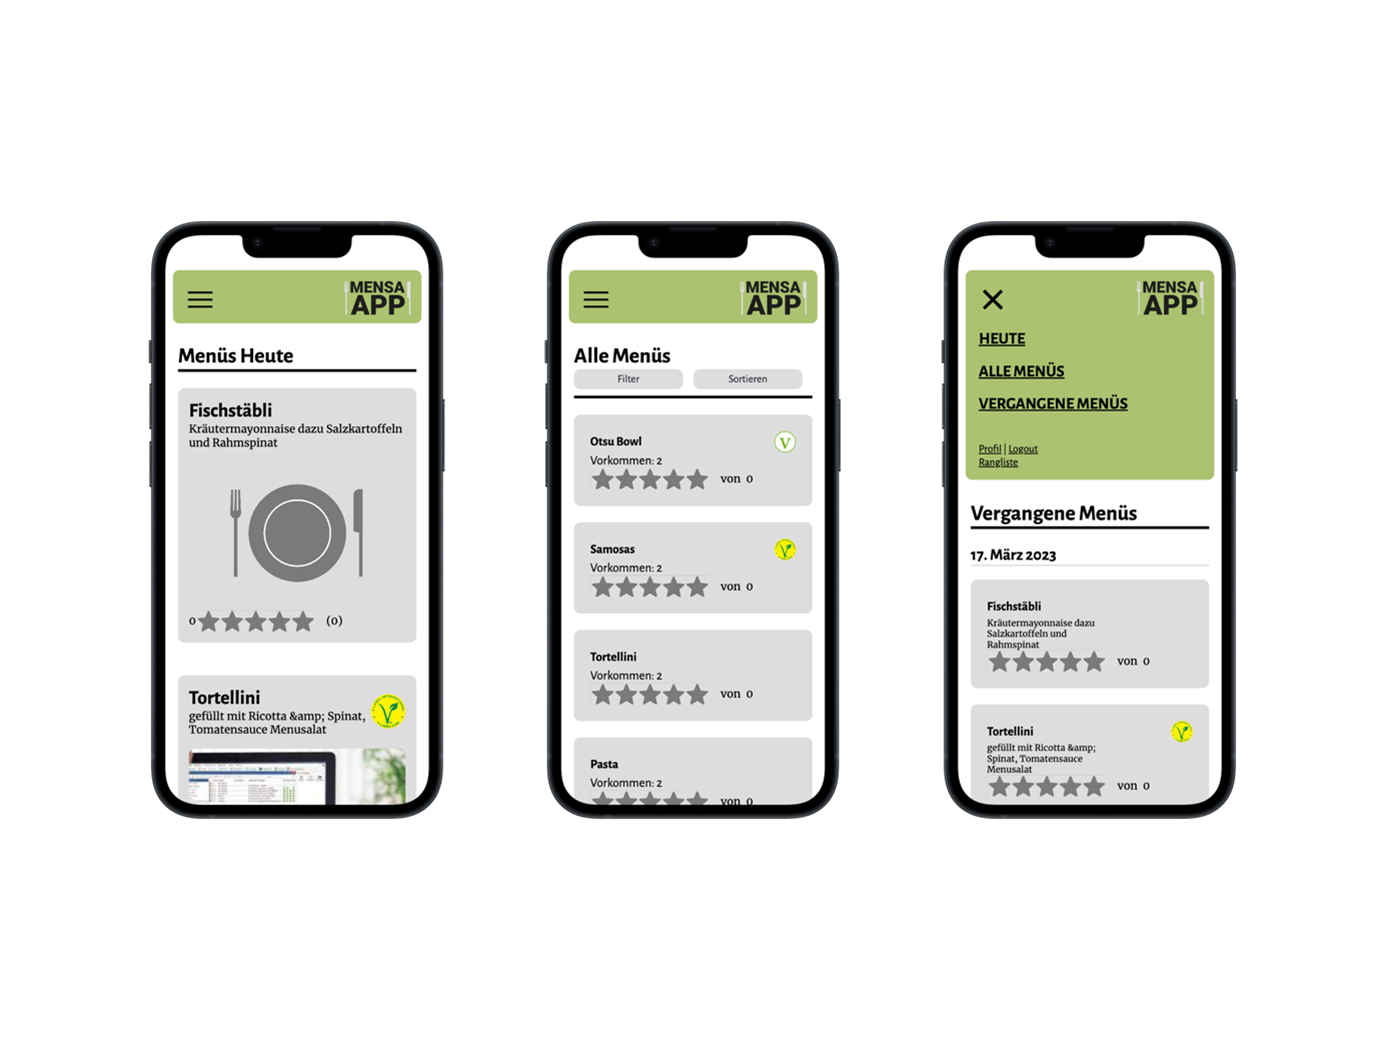 MENSA
APP
Menüs Heute
Fischstäbli
Kräutermayonnaise dazu Salzkartoffeln
und Rahmspinat
0 (0)
Tortellini
gefüllt mit Ricotta &amp; Spinat,
Tomatensauce Menusalat
MENSA
APP
Alle Menüs
Filter Sortieren
Otsu Bowl
V
Vorkommen: 2
von 0
Samosas
V
Vorkommen: 2
von 0
Tortellini
Vorkommen: 2
von 0
Pasta
Vorkommen: 2
von 0
MENSA
APP
HEUTE
ALLE MENÜS
VERGANGENE MENÜS
Profil | Logout
Rangliste
Vergangene Menüs
17. März 2023
Fischstäbli
Kräutermayonnaise dazu
Salzkartoffeln und
Rahmspinat
von 0
Tortellini
gefüllt mit Ricotta &amp;
Spinat, Tomatensauce
Menusalat
von 0